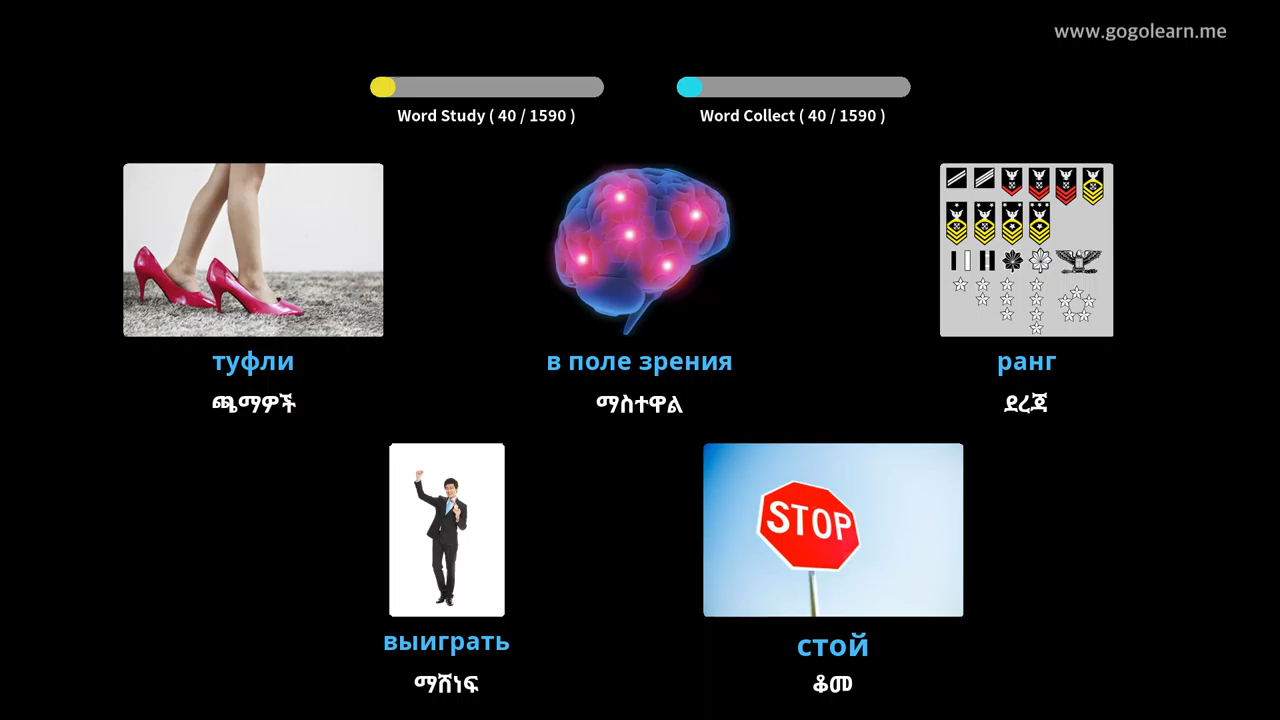 www.gogolearn.me
Word Study ( 40 / 1590 )
Word Collect ( 40 / 1590 )
туфли
в поле зрения
ранг
ጫማዎች
ማስተዋል
ደረጃ
STOP
выиграть
стой
ማሸነፍ
ቆመ